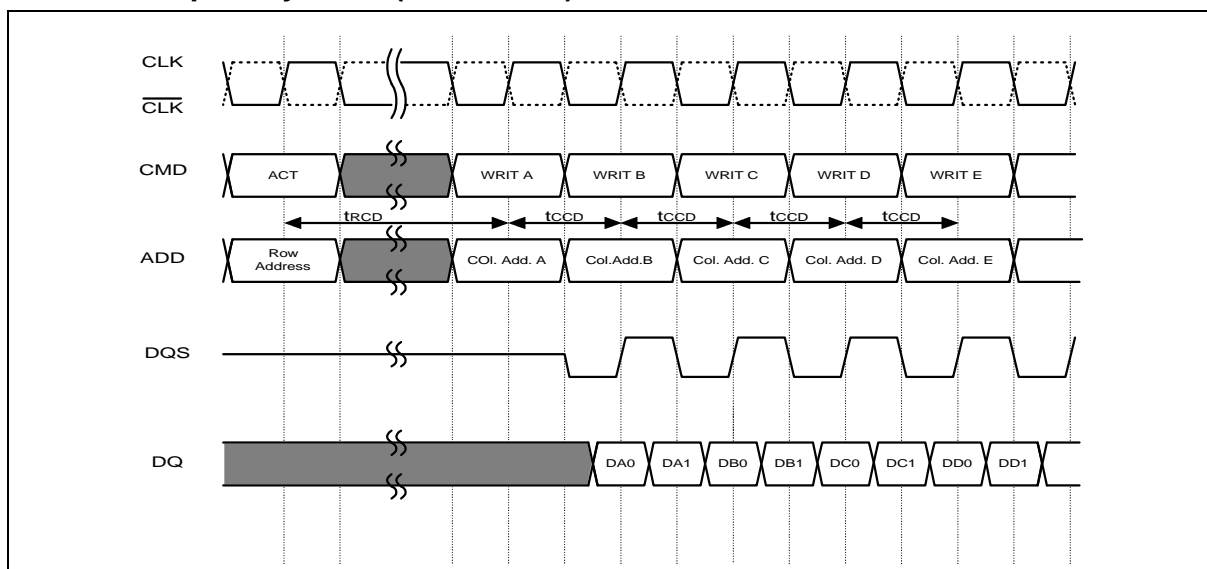 CLK
CLK
CMD
ACT
WRIT A
WRIT B
WRIT C
WRIT D
WRIT E
tRCD
tCCD
tCCD
tCCD
tCCD
ADD
Row
Address
COl. Add. A
Col.Add.B
Col. Add. C
Col. Add. D
Col. Add. E
DQS
DQ
DA0
DA1
DB0
DB1
DC0
DC1
DD0
DD1